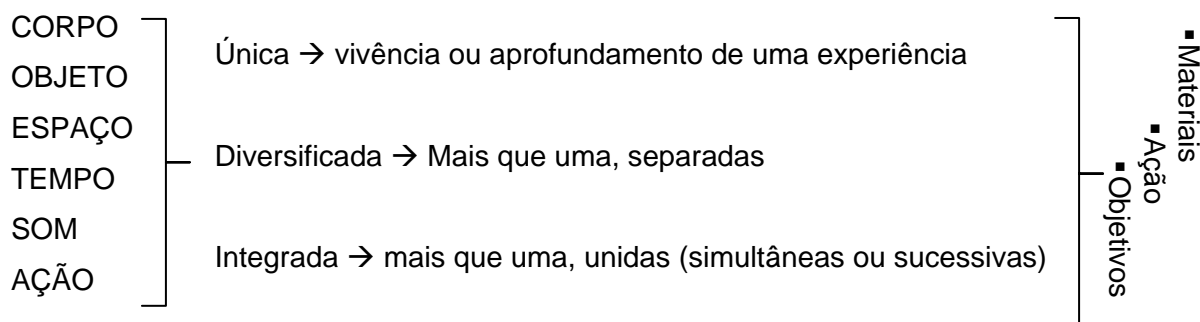 CORPO
OBJETO
ESPAÇO
TEMPO
SOM
AÇÃO
Única → vivência ou aprofundamento de uma experiência
Diversificada → Mais que uma, separadas
Integrada → mais que uma, unidas (simultâneas ou sucessivas)
▪Materiais
▪Ação
▪Objetivos